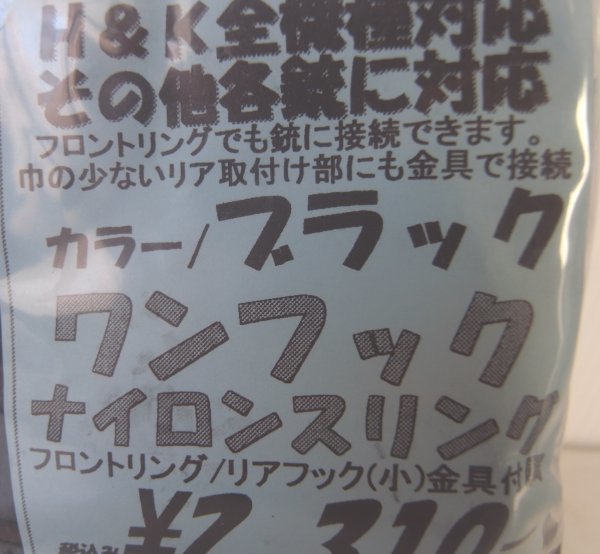 H&K全機種対応
その他各銃に対応
フロントリングでも銃に接続できます。
巾の少ないリア取付け部にも金具で接続
カラー/ブラック
ワンフック
ナイロンスリング
フロントリング/リアフック(小)金具付
税込み ¥2,310-